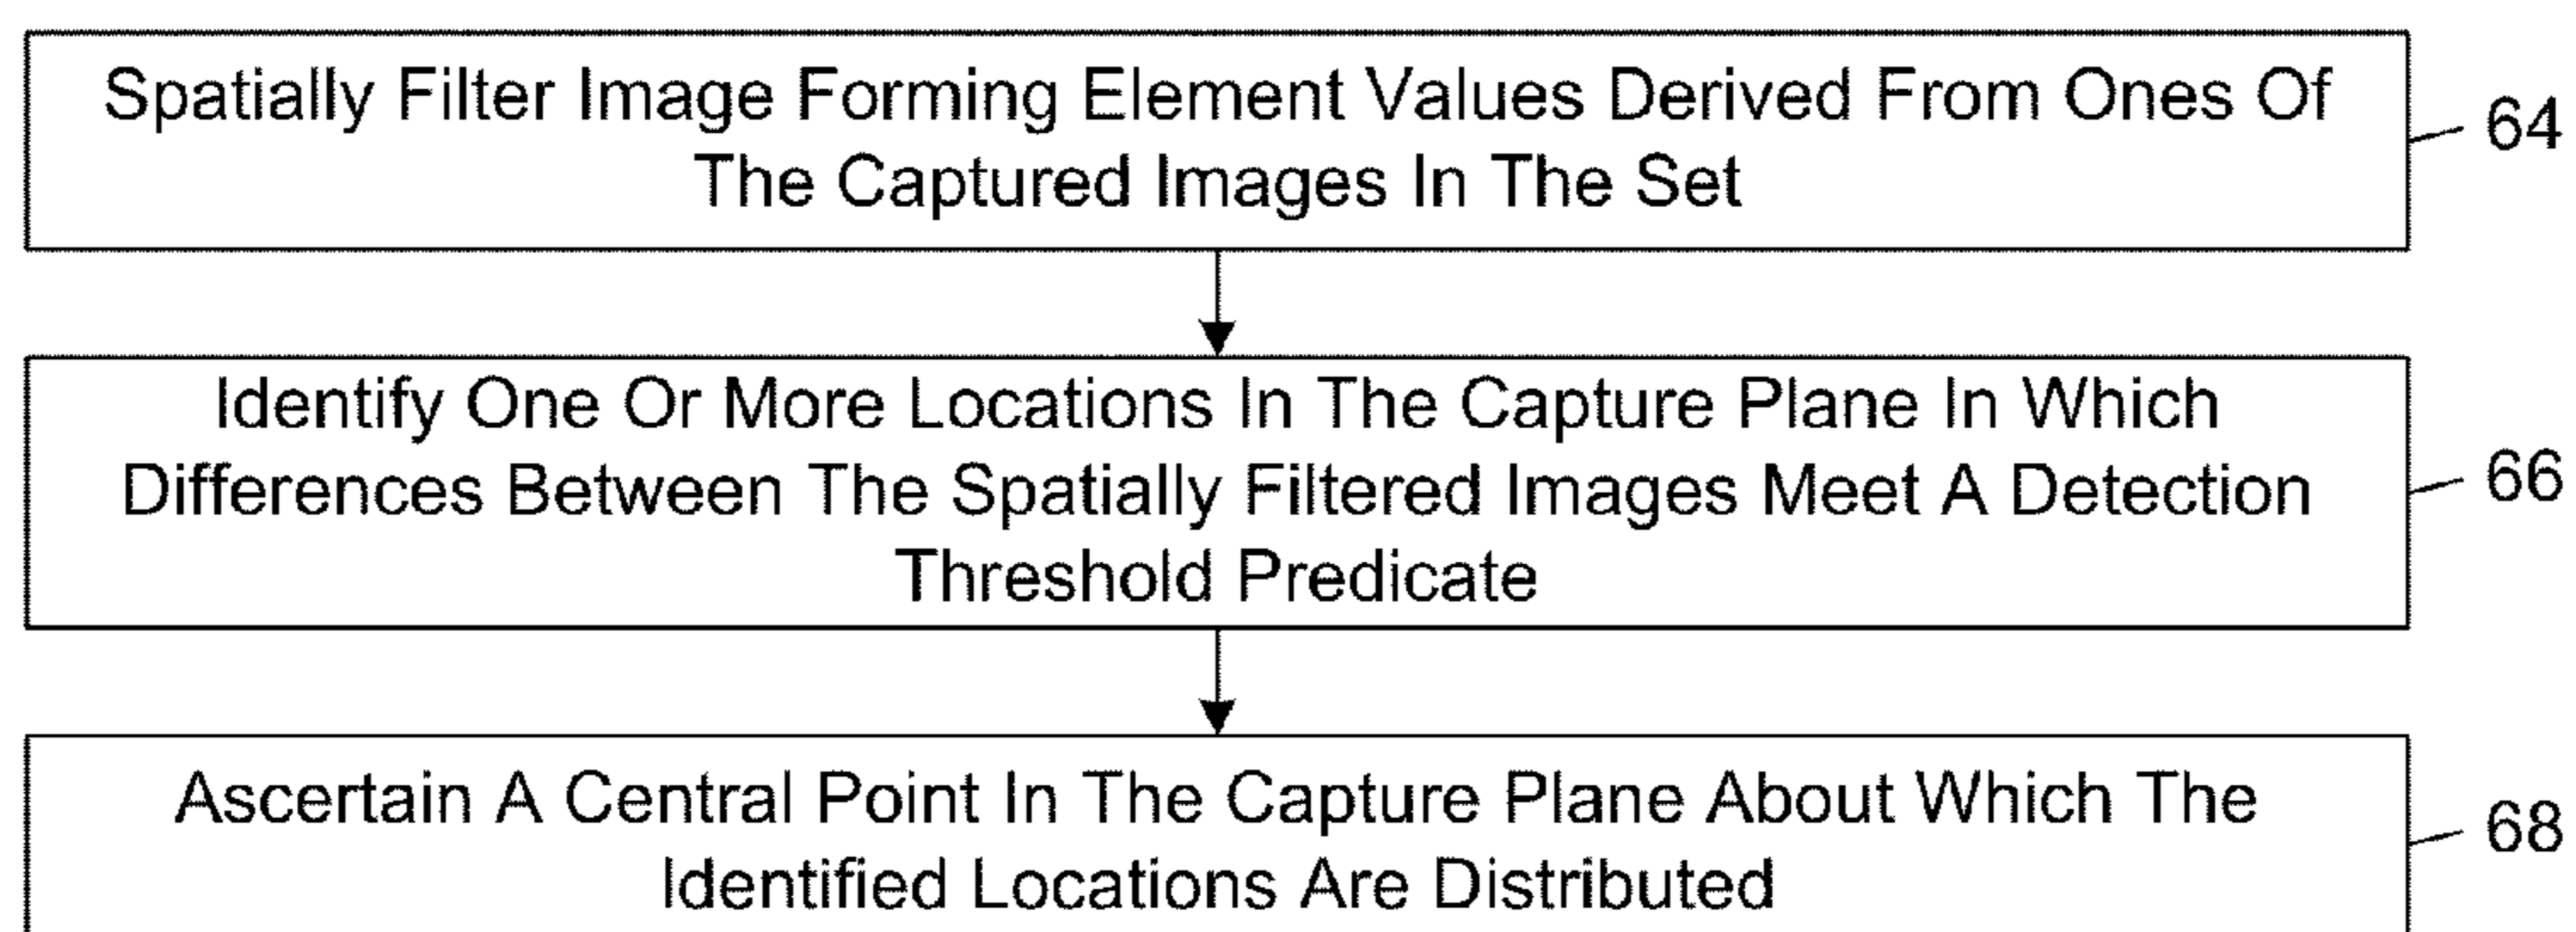 Spatially Filter Image Forming Element Values Derived From Ones Of
The Captured Images In The Set
64
Identify One Or More Locations In The Capture Plane In Which
Differences Between The Spatially Filtered Images Meet A Detection
Threshold Predicate
66
Ascertain A Central Point In The Capture Plane About Which The
Identified Locations Are Distributed
68